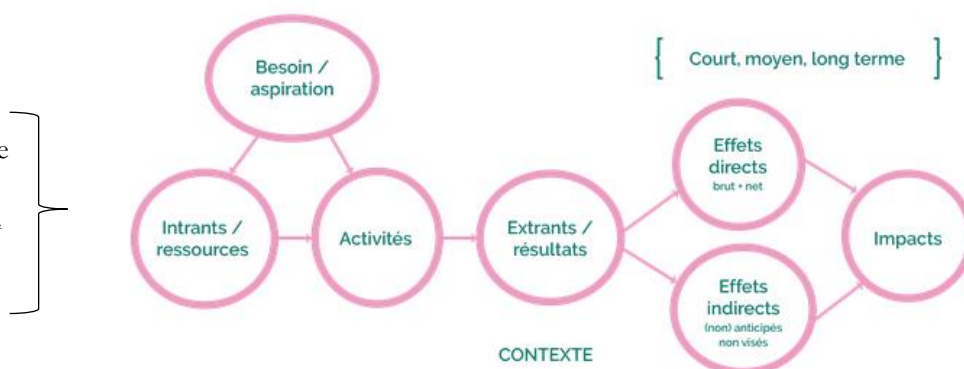 Besoin /
aspiration
{ Court, moyen, long terme }
Effets
directs
brut + net
Intrants /
ressources
Activités
Extrants /
résultats
Impacts
Effets
indirects
(non) anticipés
non visés
CONTEXTE